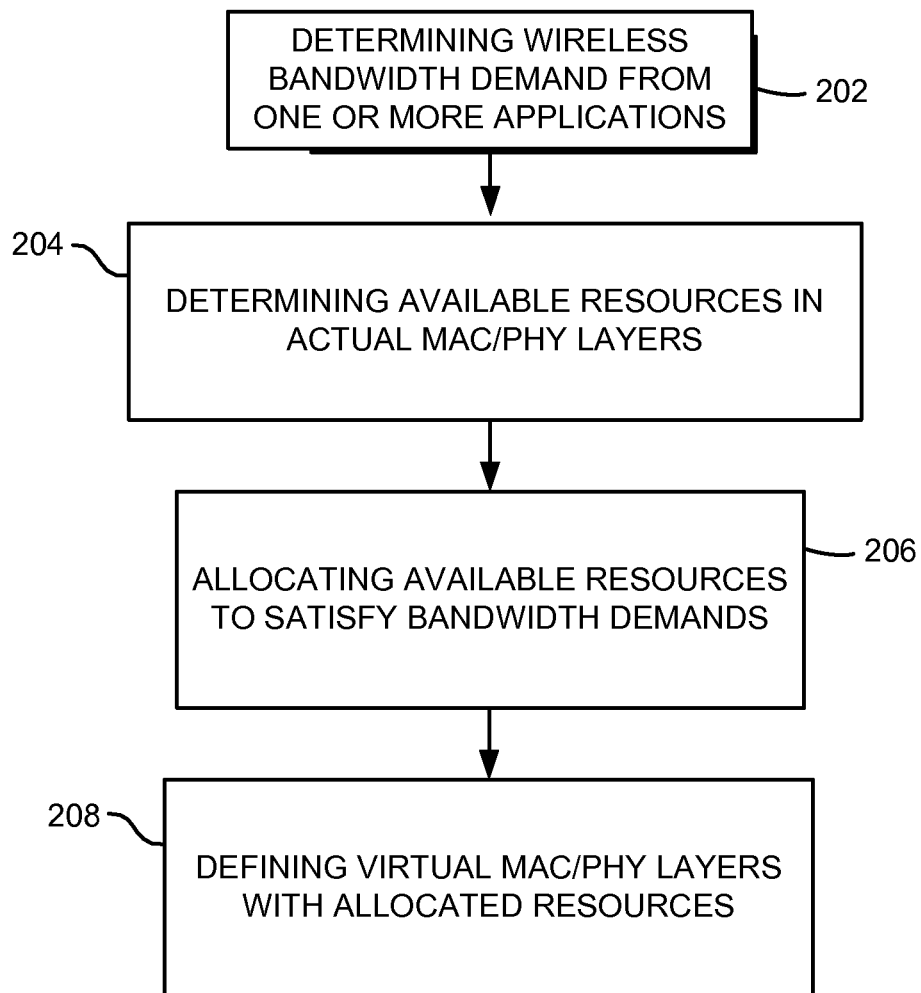 DETERMINING WIRELESS
BANDWIDTH DEMAND FROM
ONE OR MORE APPLICATIONS
202
204
DETERMINING AVAILABLE RESOURCES IN
ACTUAL MAC/PHY LAYERS
206
ALLOCATING AVAILABLE RESOURCES
TO SATISFY BANDWIDTH DEMANDS
208
DEFINING VIRTUAL MAC/PHY LAYERS
WITH ALLOCATED RESOURCES